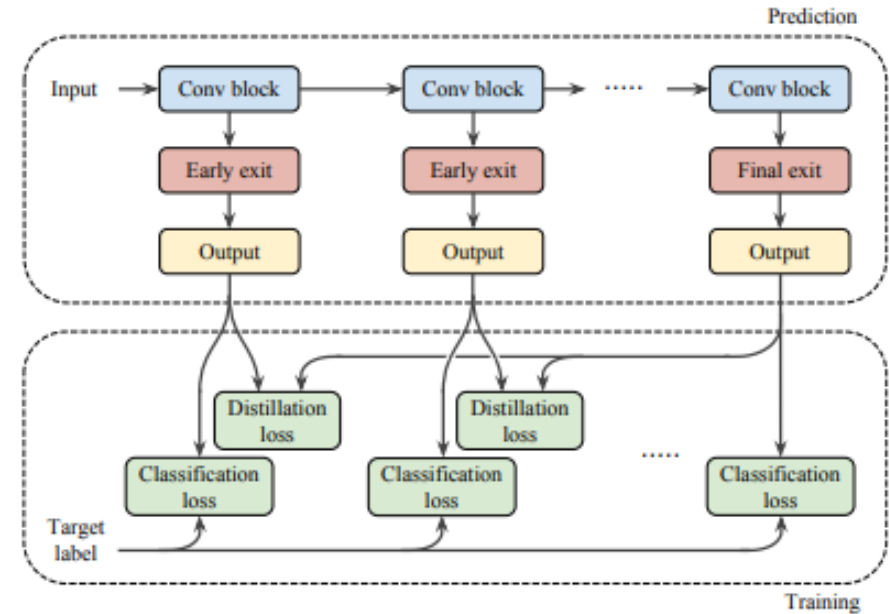 Prediction
Input
Conv block
Conv block
.....
Conv block
Early exit
Early exit
Final exit
Output
Output
Output
Distillation
loss
Distillation
loss
Classification
loss
Classification
loss
.....
Classification
loss
Target
label
Training